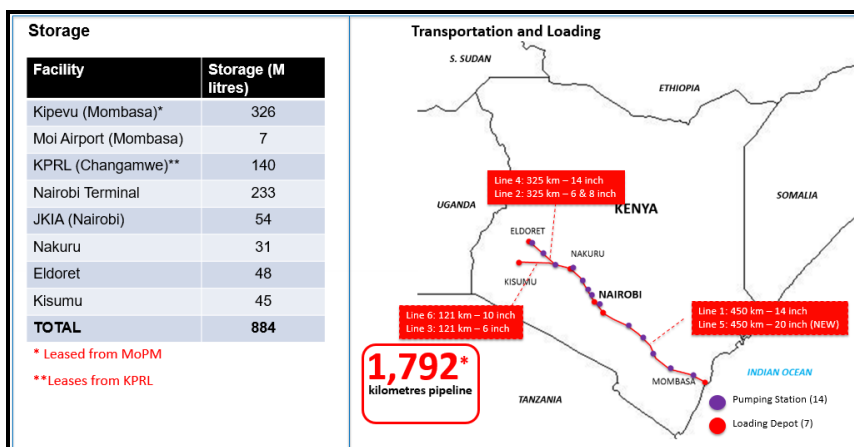 Storage
Facility Storage (M litres)
Kipevu (Mombasa)* 326
Moi Airport (Mombasa) 7
KPRL (Changamwe)** 140
Nairobi Terminal 233
JKIA (Nairobi) 54
Nakuru 31
Eldoret 48
Kisumu 45
TOTAL 884
* Leased from MoPM
**Leases from KPRL
Transportation and Loading
S. SUDAN
ETHIOPIA
Line 4: 325 km – 14 inch
Line 2: 325 km – 6 & 8 inch
UGANDA
KENYA
SOMALIA
ELDORET
NAKURU
KISUMU
NAIROBI
Line 6: 121 km – 10 inch
Line 3: 121 km – 6 inch
Line 1: 450 km – 14 inch
Line 5: 450 km – 20 inch (NEW)
1,792*
kilometres pipeline
MOMBASA
INDIAN OCEAN
TANZANIA
Pumping Station (14)
Loading Depot (7)